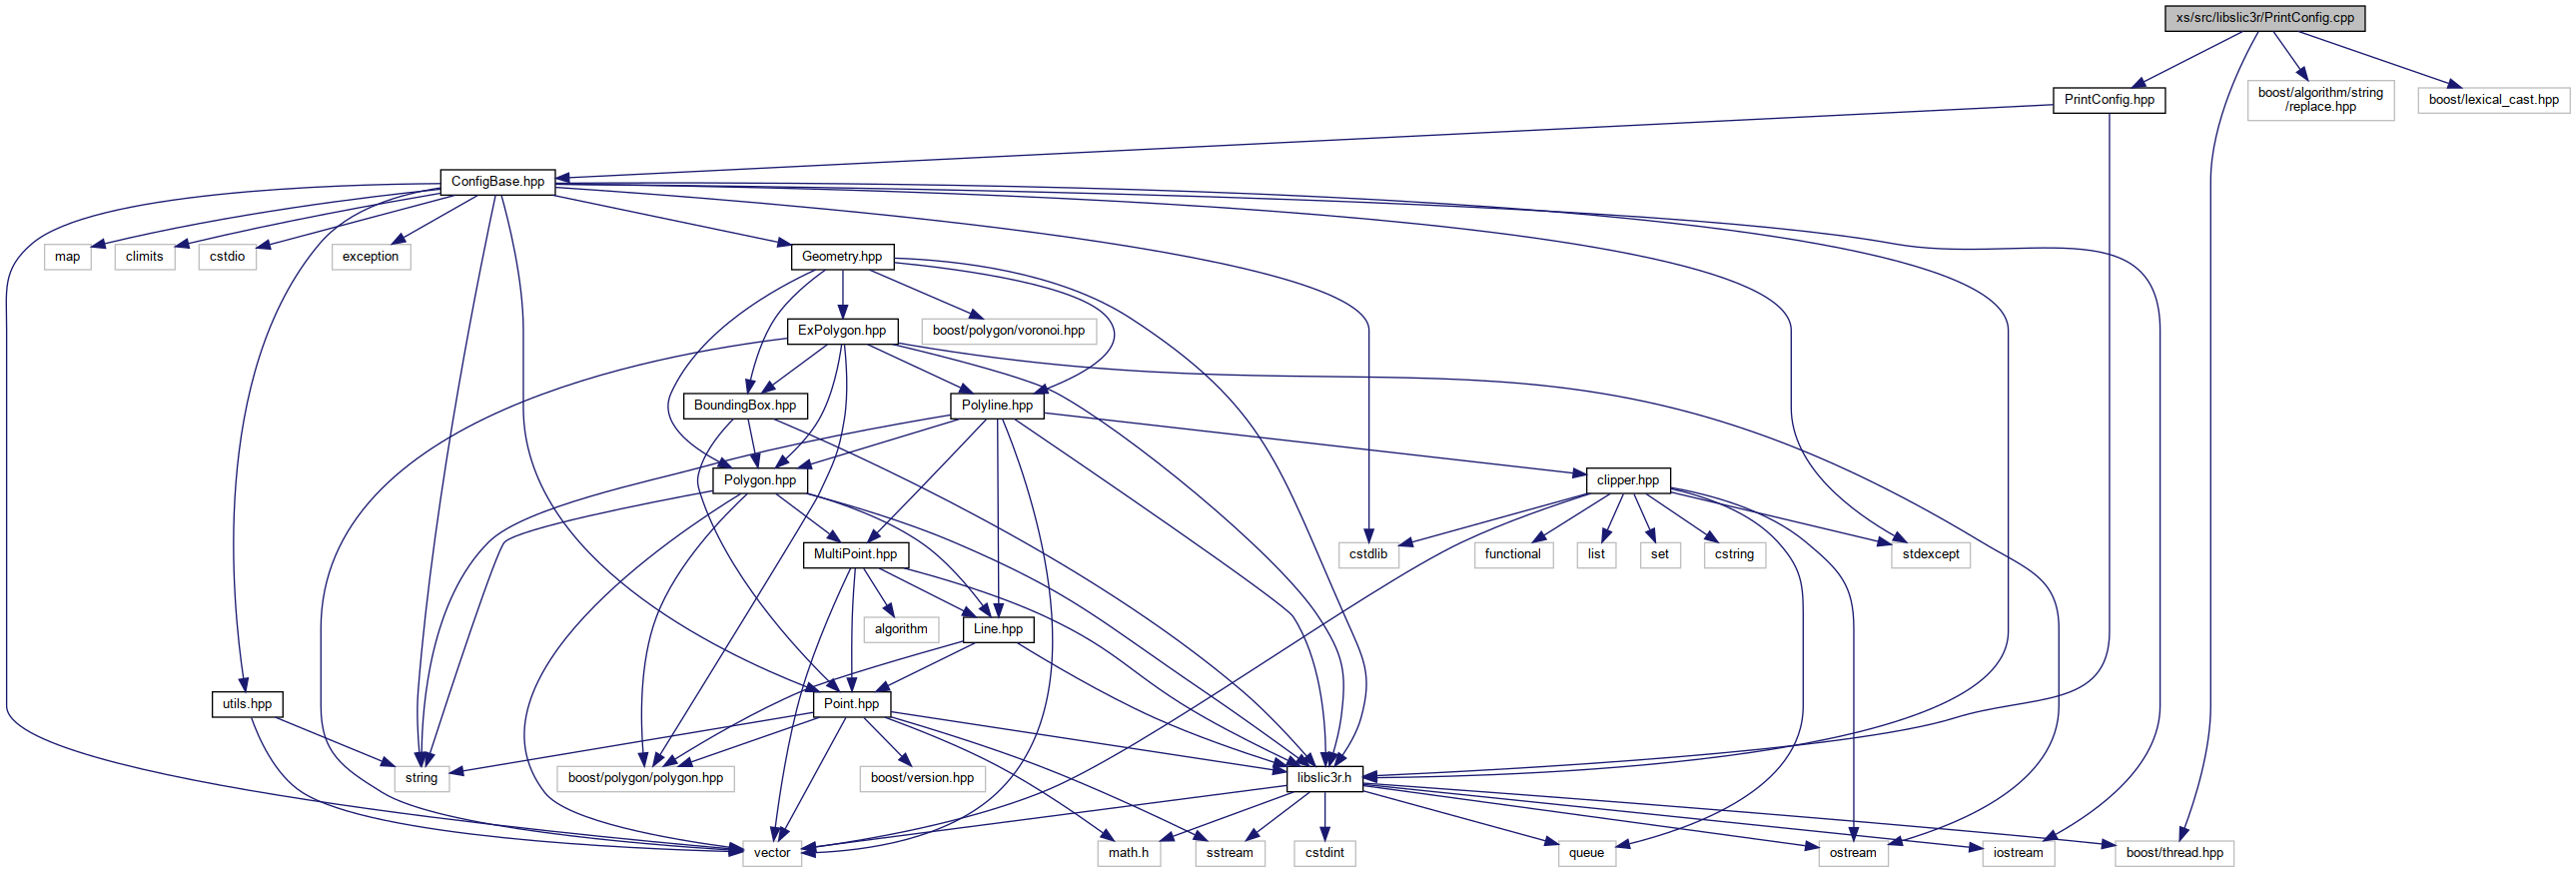 xs/src/libslic3r/PrintConfig.cpp
PrintConfig.hpp
boost/algorithm/string
/replace.hpp
boost/lexical_cast.hpp
ConfigBase.hpp
map
climits
cstdio
exception
Geometry.hpp
ExPolygon.hpp
boost/polygon/voronoi.hpp
BoundingBox.hpp
Polyline.hpp
Polygon.hpp
clipper.hpp
MultiPoint.hpp
cstdlib
functional
list
set
cstring
stdexcept
algorithm
Line.hpp
utils.hpp
Point.hpp
string
boost/polygon/polygon.hpp
boost/version.hpp
libslic3r.h
vector
math.h
sstream
cstdint
queue
ostream
iostream
boost/thread.hpp